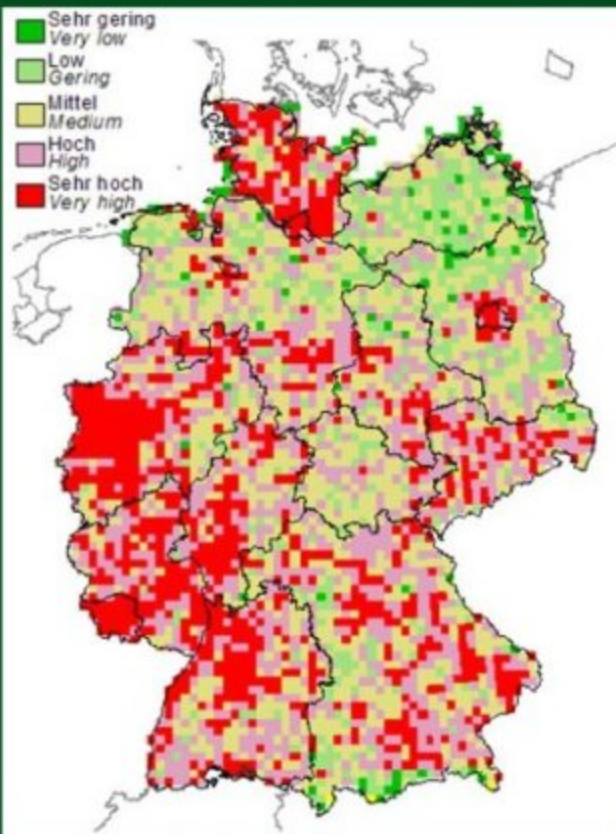 Sehr gering
Very low
Low
Gering
Mittel
Medium
Hoch
High
Sehr hoch
Very high